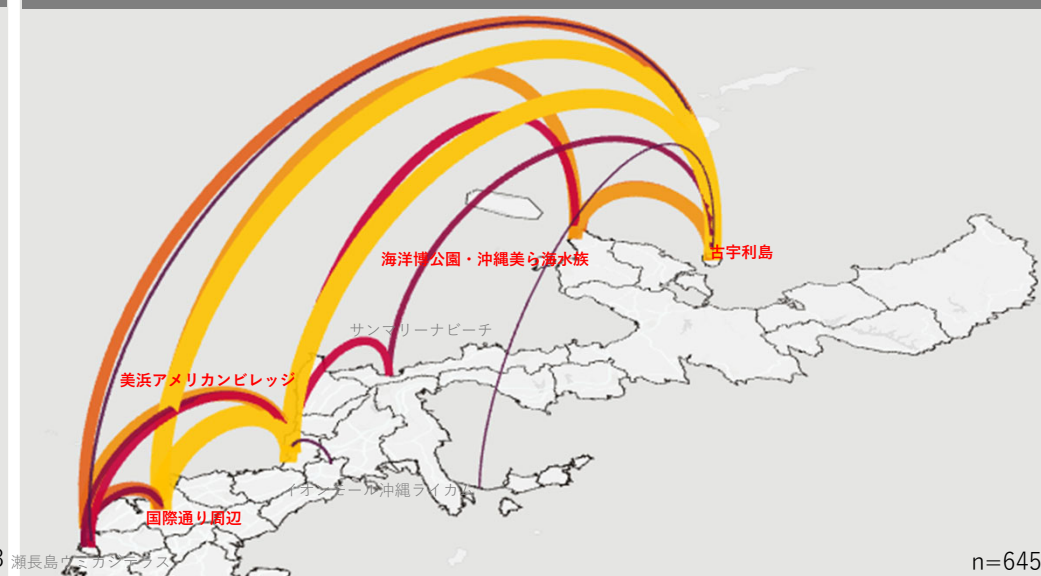 海洋博公園・沖縄美ら海水族
古宇利島
サンマリーナビーチ
美浜アメリカンビレッジ
イオンモール沖縄ライカム
国際通り周辺
瀬長島ウミカジテラス
n=645